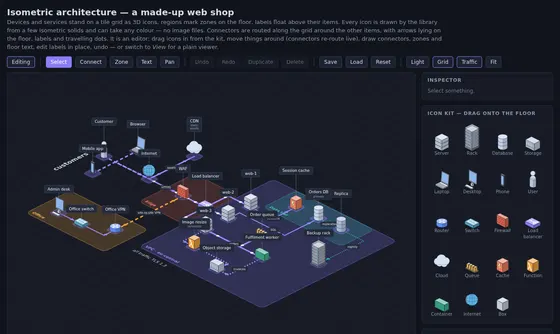 Isometric architecture — a made-up web shop
Devices and services stand on a tile grid as 3D icons, regions mark zones on the floor, labels float above their items. Every icon is drawn by the library
from a few isometric solids and can take any colour — no image files. Connectors are routed along the grid around the other items, with arrows lying on
the floor, labels and travelling dots. It is an editor: drag icons in from the kit, move things around (connectors re-route live), draw connectors, zones and
floor text, edit labels in place, undo — or switch to View for a plain viewer.
Editing Select Connect Zone Text Pan Undo Redo Duplicate Delete Save Load Reset Light Grid Traffic Fit
INSPECTOR
Select something.
ICON KIT — DRAG ONTO THE FLOOR
Server Rack Database Storage
Laptop Desktop Phone User
Router Switch Firewall Load balancer
Cloud Queue Cache Function
Container Internet Box
Customer
Browser
CDN
Mobile app
Internet
customers
WAF
Load balancer
web-1
web-2
web-3
Session cache
Orders DB
Replica
Admin desk
Office switch
Office VPN
Order queue
Image resize
Fulfilment worker
Backup rack
Object storage